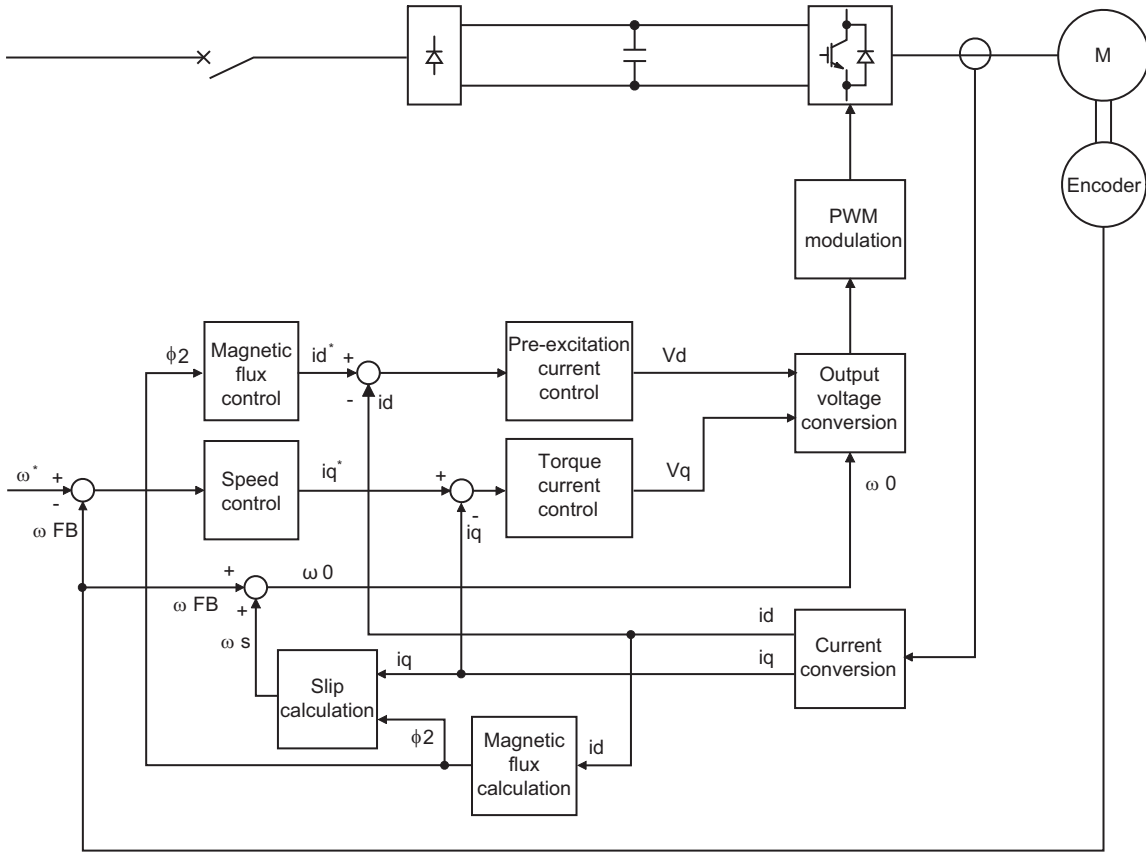 M
Encoder
PWM
modulation
ϕ2
Magnetic
flux
control
id*
+
-
id
Pre-excitation
current
control
Vd
Output
voltage
conversion
ω*
+
-
ω FB
Speed
control
iq*
+
-
iq
Torque
current
control
Vq
ω 0
+
ω FB
+
ω 0
ω s
id
iq
Current
conversion
iq
Slip
calculation
ϕ2
Magnetic
flux
calculation
id